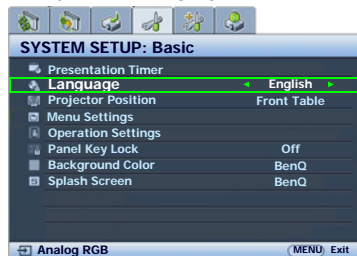 SYSTEM SETUP: Basic
Presentation Timer
Language English
Projector Position Front Table
Menu Settings
Operation Settings
Panel Key Lock Off
Background Color BenQ
Splash Screen BenQ
Analog RGB MENU Exit